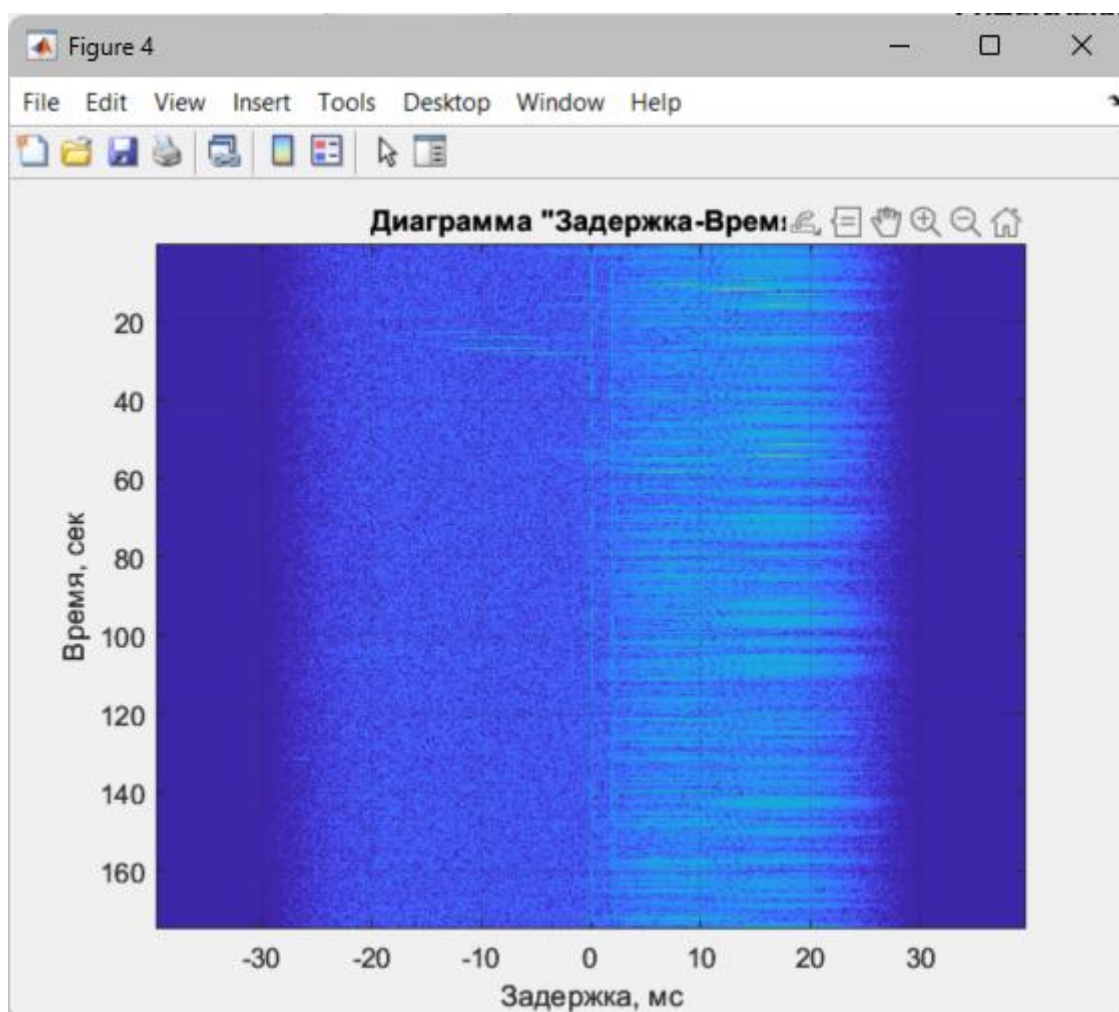 Figure 4
File Edit View Insert Tools Desktop Window Help
Диаграмма "Задержка-Время
20
40
60
80
100
120
140
160
Время, сек
-30 -20 -10 0 10 20 30
Задержка, мс